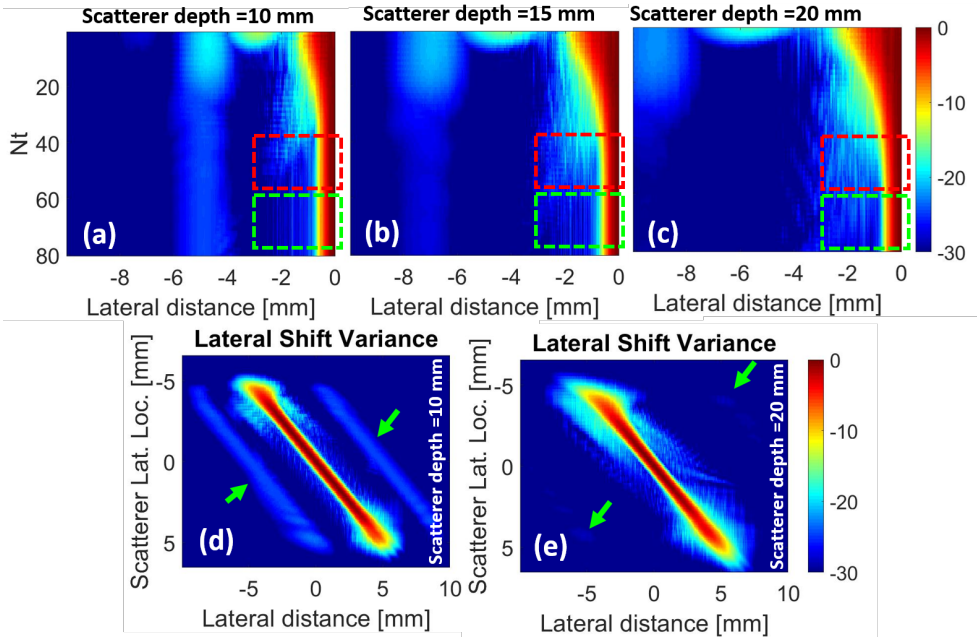 Scatterer depth =10 mm
Scatterer depth =15 mm
Scatterer depth =20 mm
Nt
20
40
60
80
(a)
(b)
(c)
0
-10
-20
-30
-8 -6 -4 -2 0
-8 -6 -4 -2 0
-8 -6 -4 -2 0
Lateral distance [mm]
Lateral distance [mm]
Lateral distance [mm]
Lateral Shift Variance
Scatterer Lat. Loc. [mm]
-5
0
5
(d)
Scatterer depth =10 mm
-5 0 5 10
Lateral distance [mm]
Lateral Shift Variance
Scatterer Lat. Loc. [mm]
-5
0
5
(e)
Scatterer depth =20 mm
-5 0 5 10
Lateral distance [mm]
0
-10
-20
-30